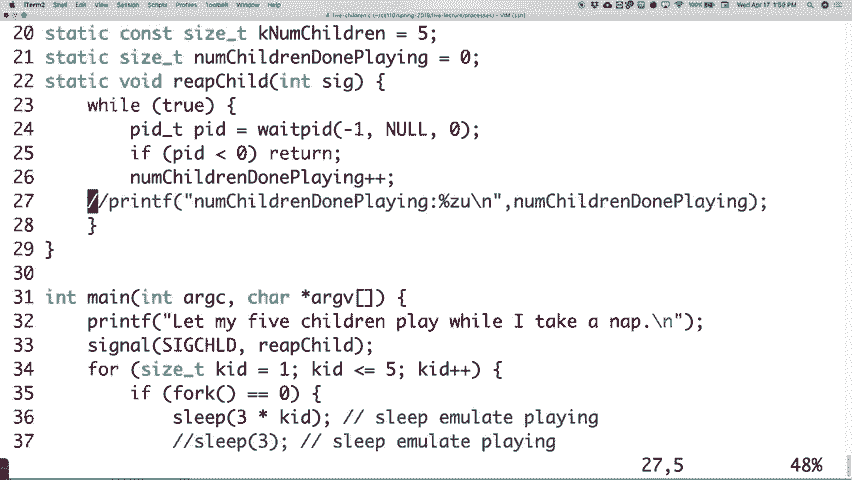 iTerm2 Shell Edit View Session Scripts Profiles Toolbelt Window Help 100% Wed Apr 17 1:59 PM
20 static const size_t kNumChildren = 5;
21 static size_t numChildrenDonePlaying = 0;
22 static void reapChild(int sig) {
23     while (true) {
24         pid_t pid = waitpid(-1, NULL, 0);
25         if (pid < 0) return;
26         numChildrenDonePlaying++;
27     //printf("numChildrenDonePlaying:%zu\n",numChildrenDonePlaying);
28     }
29 }
30
31 int main(int argc, char *argv[]) {
32     printf("Let my five children play while I take a nap.\n");
33     signal(SIGCHLD, reapChild);
34     for (size_t kid = 1; kid <= 5; kid++) {
35         if (fork() == 0) {
36             sleep(3 * kid); // sleep emulate playing
37             //sleep(3); // sleep emulate playing
27,5 48%